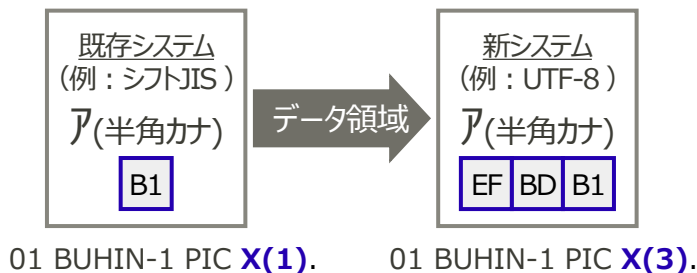 既存システム
(例：シフトJIS)
ｱ(半角カナ)
B1
データ領域
新システム
(例：UTF-8)
ｱ(半角カナ)
EF BD B1
01 BUHIN-1 PIC X(1).
01 BUHIN-1 PIC X(3).